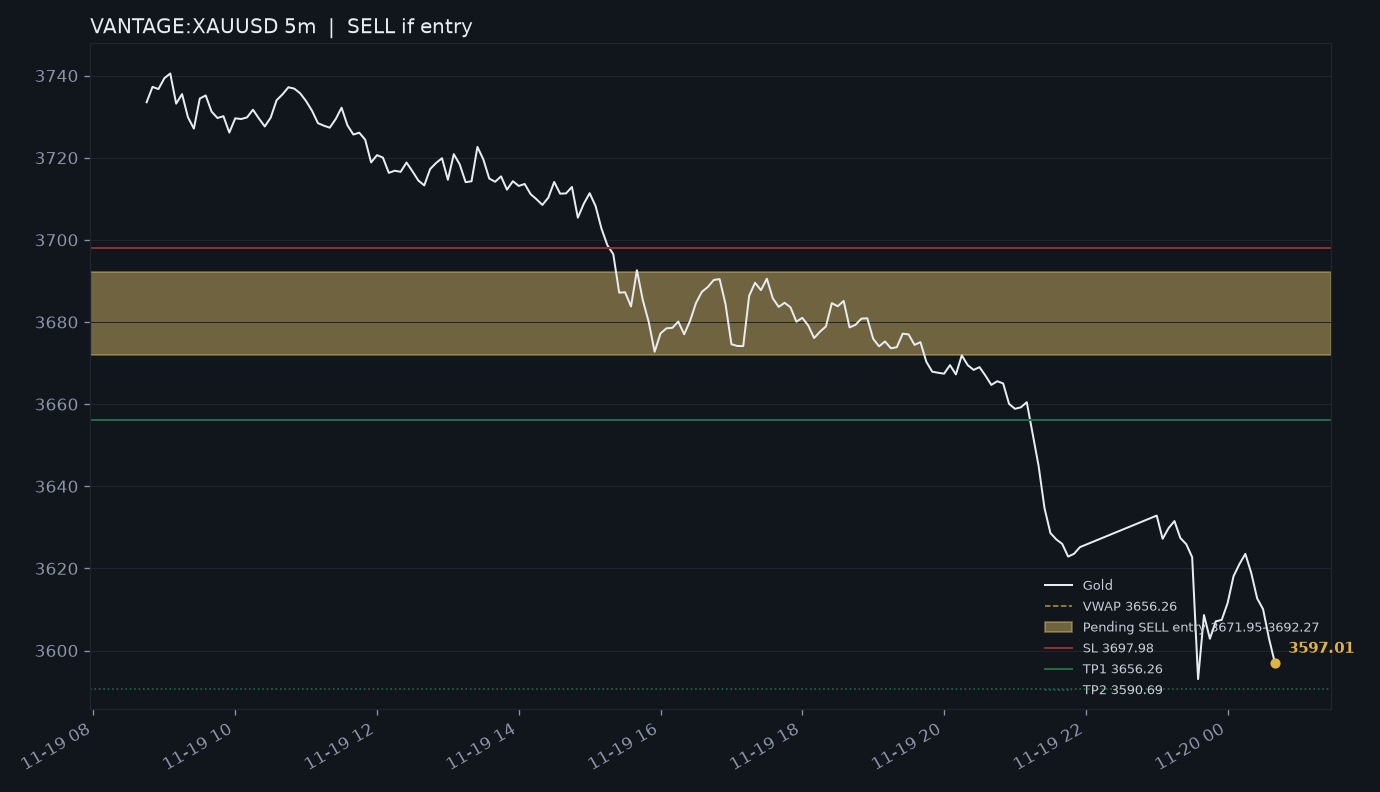 VANTAGE:XAUUSD 5m | SELL if entry
3740
3720
3700
3680
3660
3640
3620
3600
Gold
VWAP 3656.26
Pending SELL entry 3671.95-3692.27
SL 3697.98
TP1 3656.26
TP2 3590.69
3597.01
11-19 08
11-19 10
11-19 12
11-19 14
11-19 16
11-19 18
11-19 20
11-19 22
11-20 00